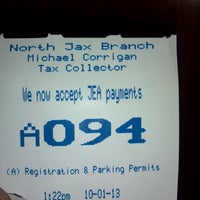 North Jax Branch
Michael Corrigan
Tax Collector
We now accept JEA payments
A094
(A) Registration & Parking Permits
1:22pm 10-01-13